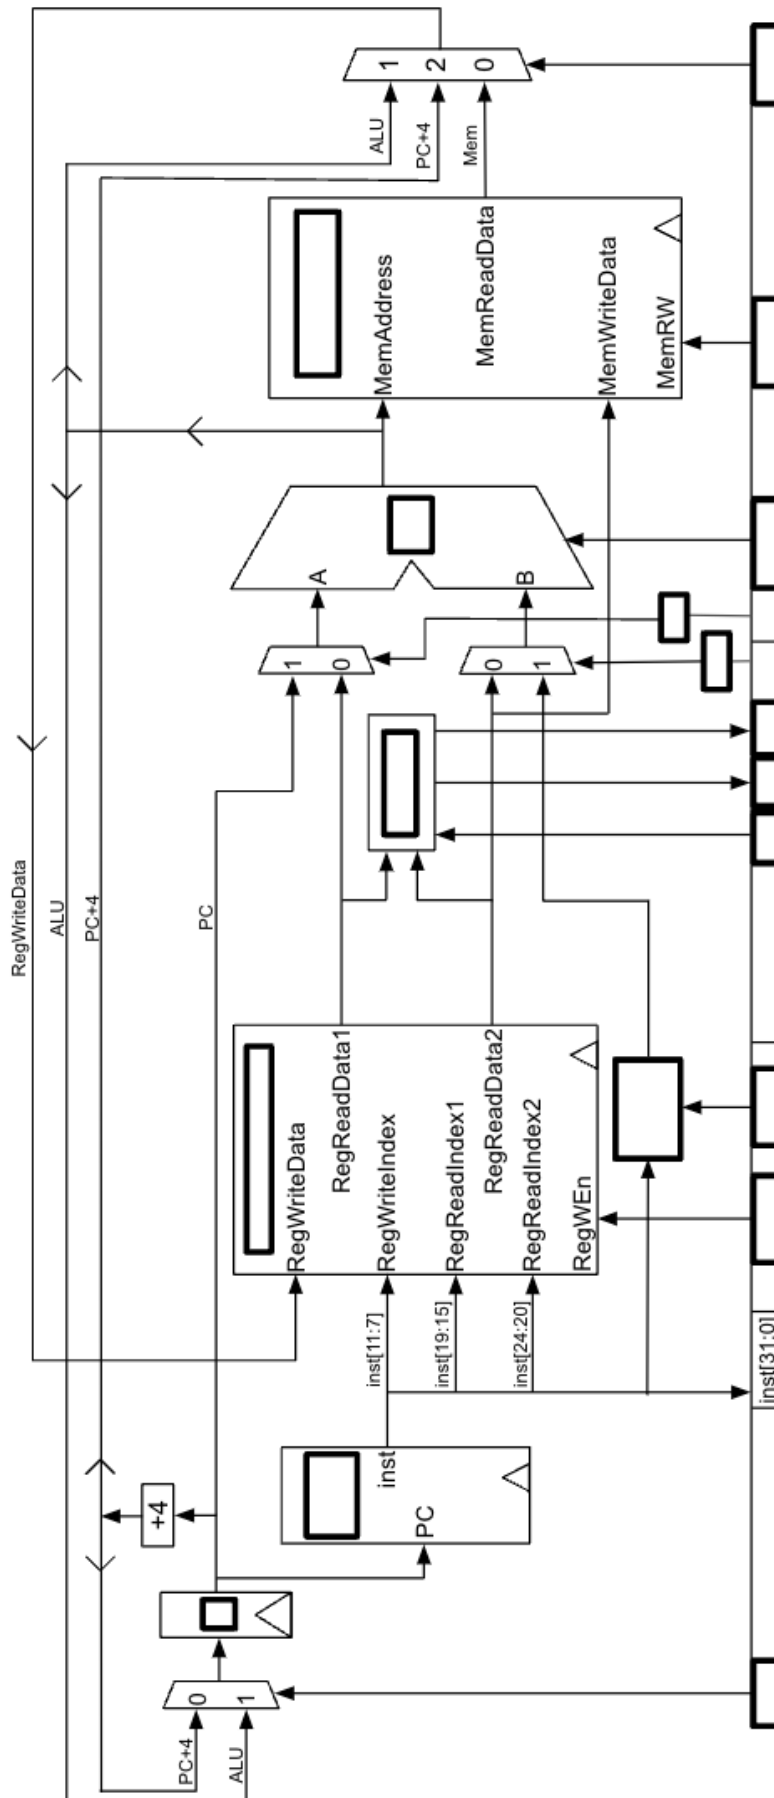 RegWriteData
ALU
PC+4
PC
PC+4
ALU
0
1
+4
PC
inst
inst[11:7]
inst[19:15]
inst[24:20]
inst[31:0]
RegWriteData
RegReadData1
RegWriteIndex
RegReadIndex1
RegReadData2
RegReadIndex2
RegWEn
1
0
0
1
A
B
MemAddress
MemReadData
MemWriteData
MemRW
ALU
PC+4
Mem
1
2
0